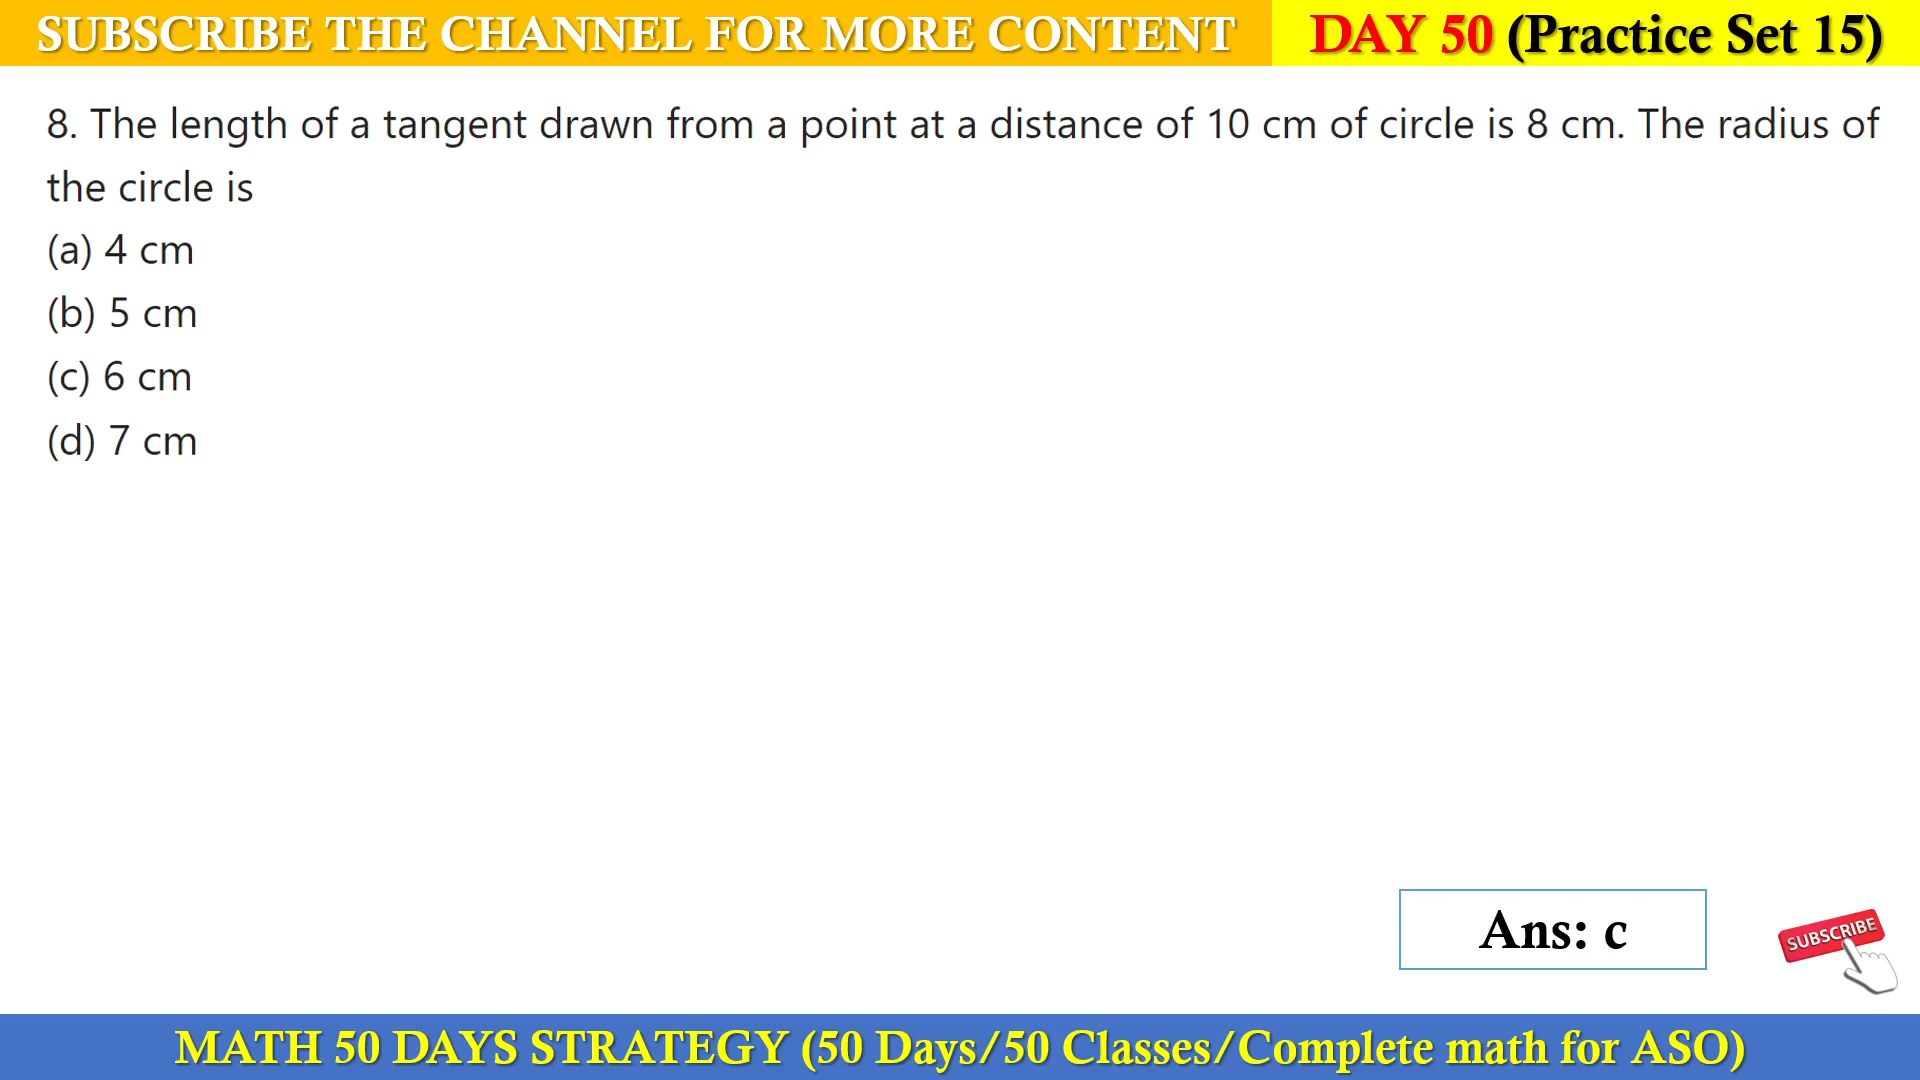 SUBSCRIBE THE CHANNEL FOR MORE CONTENT
DAY 50 (Practice Set 15)
8. The length of a tangent drawn from a point at a distance of 10 cm of circle is 8 cm. The radius of
the circle is
(a) 4 cm
(b) 5 cm
(c) 6 cm
(d) 7 cm
Ans: c
SUBSCRIBE
MATH 50 DAYS STRATEGY (50 Days/50 Classes/Complete math for ASO)